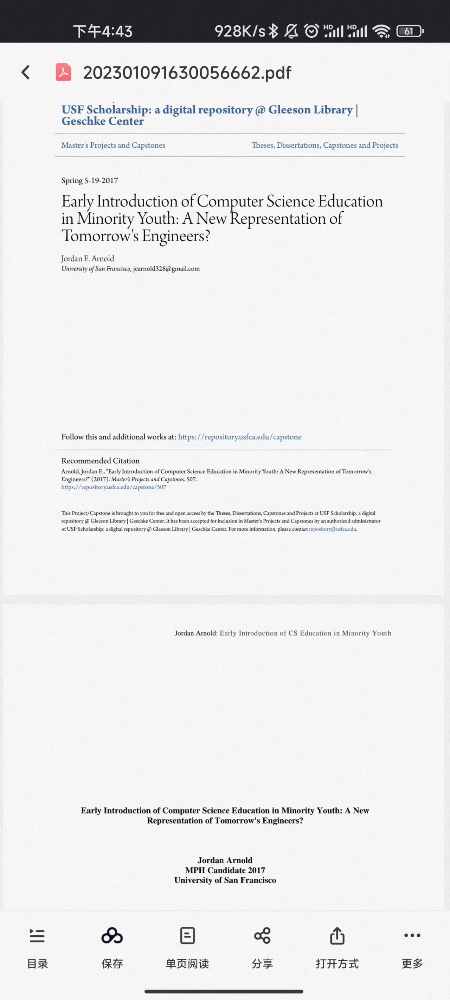 下午4:43
928K/s
HD
HD
61
202301091630056662.pdf
USF Scholarship: a digital repository @ Gleeson Library |
Geschke Center
Master's Projects and Capstones
Theses, Dissertations, Capstones and Projects
Spring 5-19-2017
Early Introduction of Computer Science Education
in Minority Youth: A New Representation of
Tomorrow's Engineers?
Jordan E. Arnold
University of San Francisco, jearnold328@gmail.com
Follow this and additional works at: https://repository.usfca.edu/capstone
Recommended Citation
Arnold, Jordan E., "Early Introduction of Computer Science Education in Minority Youth: A New Representation of Tomorrow's
Engineers?" (2017). Master's Projects and Capstones. 507.
https://repository.usfca.edu/capstone/507
This Project/Capstone is brought to you for free and open access by the Theses, Dissertations, Capstones and Projects at USF Scholarship: a digital
repository @ Gleeson Library | Geschke Center. It has been accepted for inclusion in Master's Projects and Capstones by an authorized administrator
of USF Scholarship: a digital repository @ Gleeson Library | Geschke Center. For more information, please contact repository@usfca.edu.
Jordan Arnold: Early Introduction of CS Education in Minority Youth
Early Introduction of Computer Science Education in Minority Youth: A New
Representation of Tomorrow's Engineers?
Jordan Arnold
MPH Candidate 2017
University of San Francisco
目录
保存
单页阅读
分享
打开方式
更多